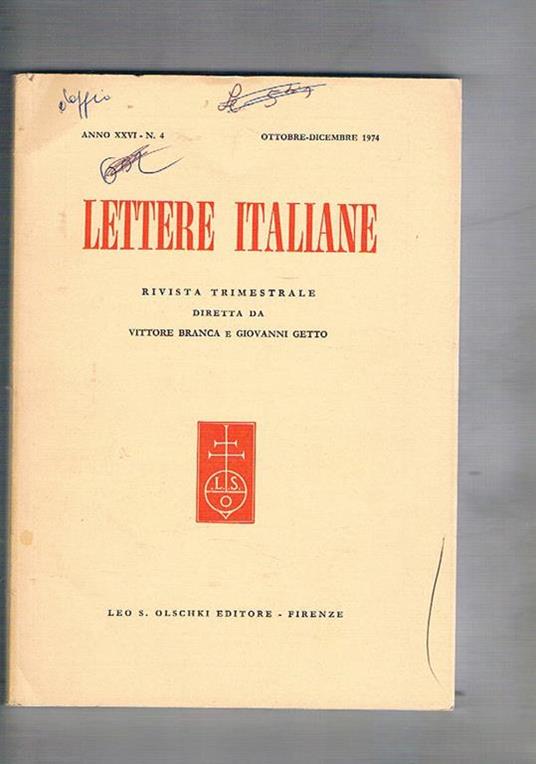 doppio
ANNO XXVI - N. 4
OTTOBRE-DICEMBRE 1974
LETTERE ITALIANE
RIVISTA TRIMESTRALE
DIRETTA DA
VITTORE BRANCA E GIOVANNI GETTO
L. S.
O
LEO S. OLSCHKI EDITORE - FIRENZE